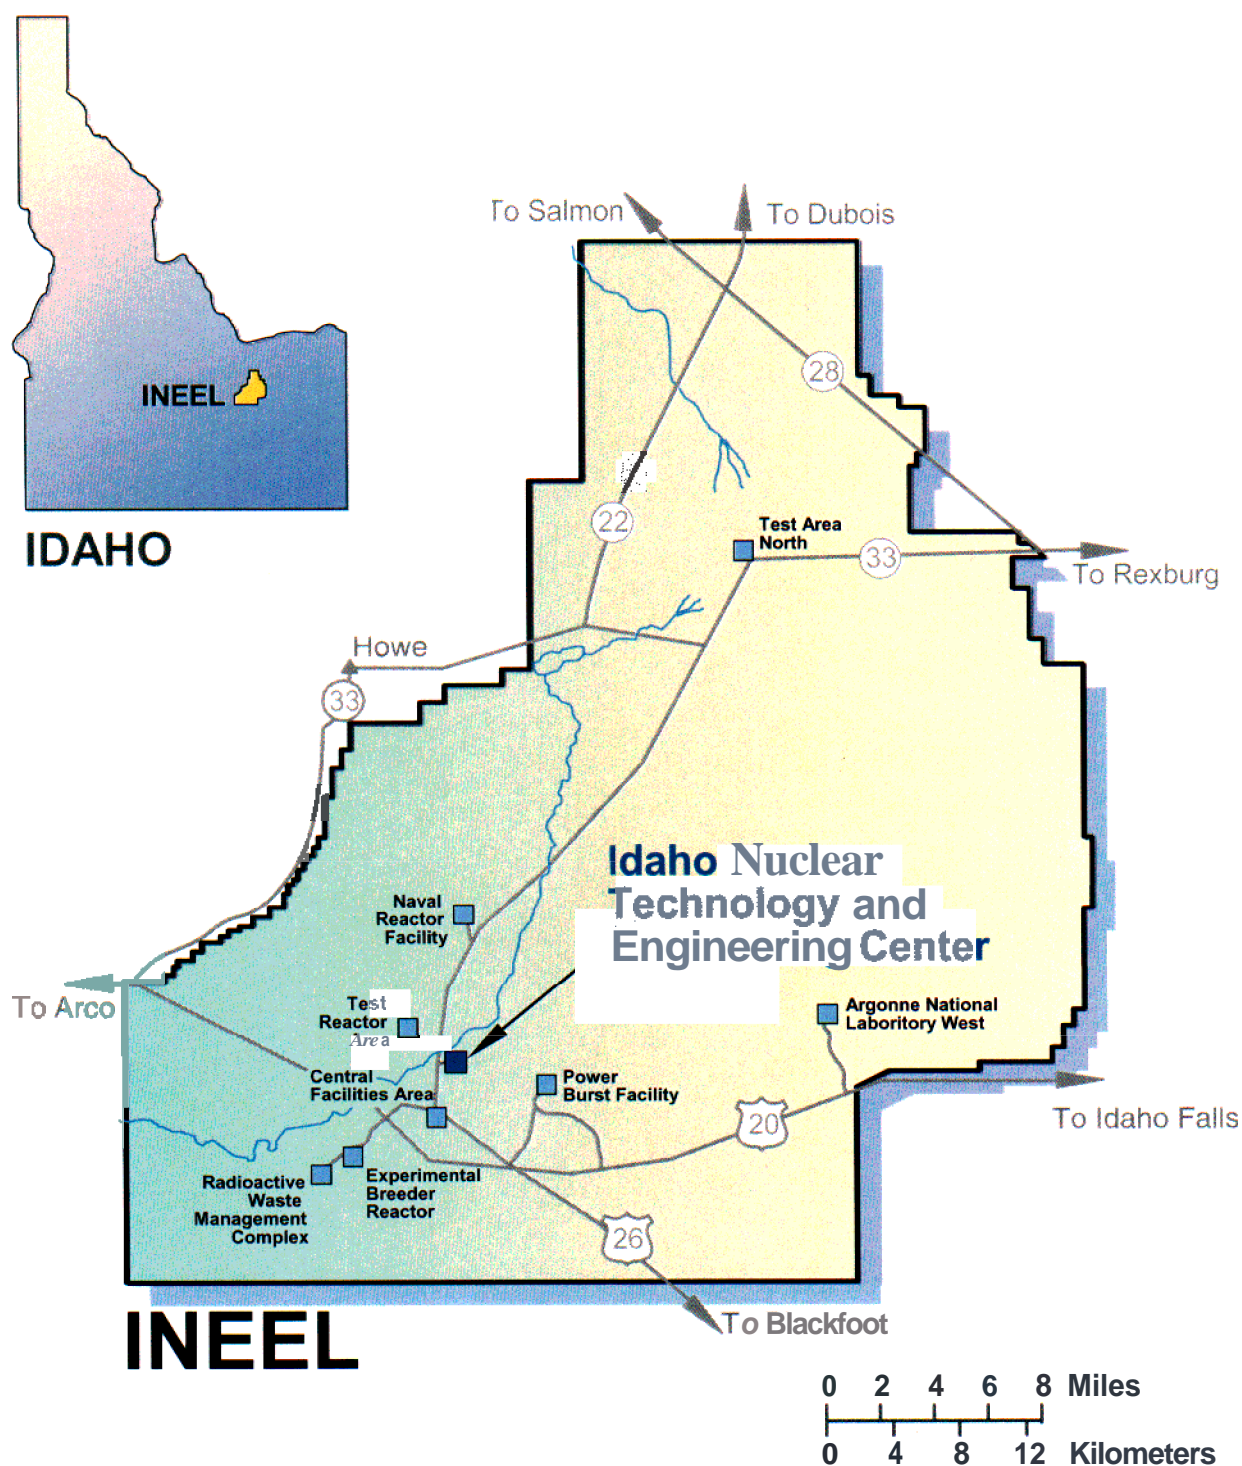 To Salmon
To Dubois
28
INEEL
IDAHO
22
Test Area
North
33
To Rexburg
Howe
33
Idaho Nuclear
Technology and
Engineering Center
Naval
Reactor
Facility
To Arco
Test
Reactor
Area
Argonne National
Laboritory West
Central
Facilities Area
Power
Burst Facility
20
To Idaho Falls
Radioactive
Waste
Management
Complex
Experimental
Breeder
Reactor
26
INEEL
To Blackfoot
0 2 4 6 8 Miles
0 4 8 12 Kilometers